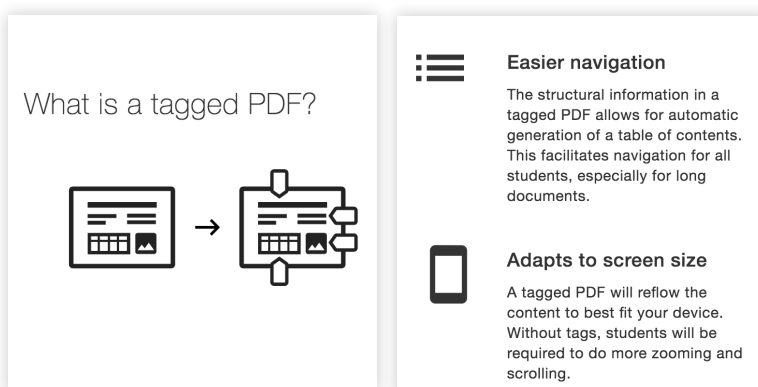 What is a tagged PDF?
Easier navigation
The structural information in a
tagged PDF allows for automatic
generation of a table of contents.
This facilitates navigation for all
students, especially for long
documents.
Adapts to screen size
A tagged PDF will reflow the
content to best fit your device.
Without tags, students will be
required to do more zooming and
scrolling.